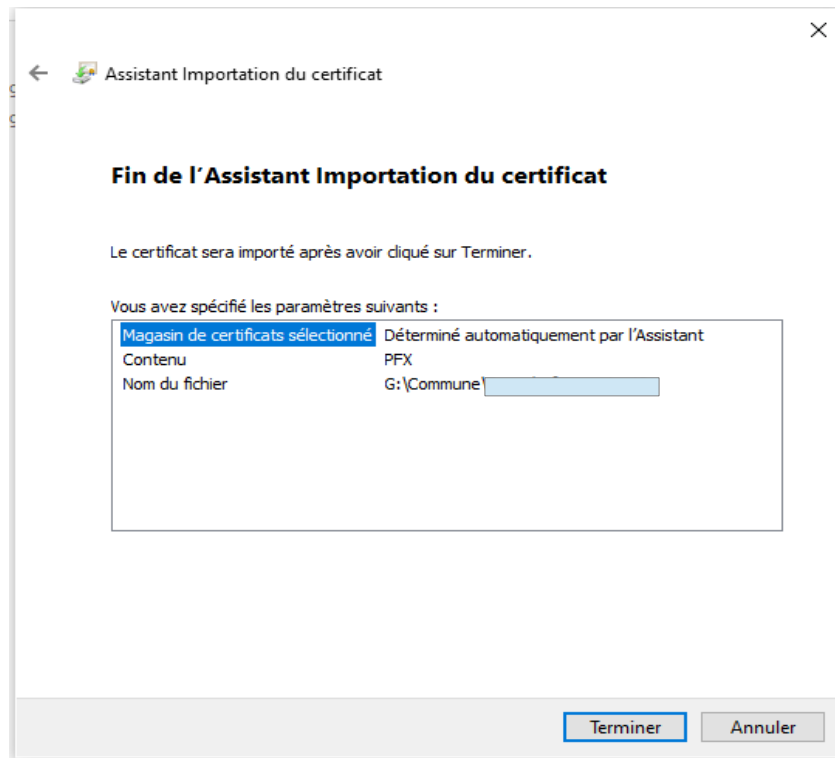 Assistant Importation du certificat
Fin de l'Assistant Importation du certificat
Le certificat sera importé après avoir cliqué sur Terminer.
Vous avez spécifié les paramètres suivants :
Magasin de certificats sélectionné Déterminé automatiquement par l'Assistant
Contenu PFX
Nom du fichier G:\Commune\
Terminer Annuler